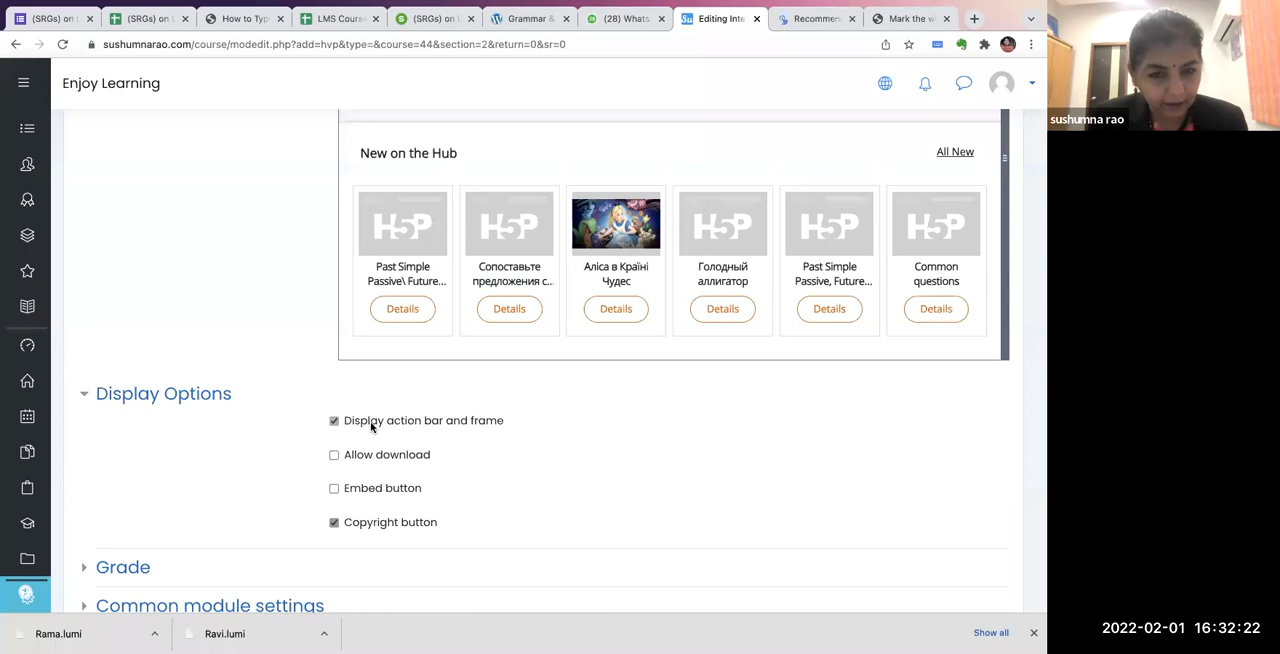 (SRGs) on L
(SRGs) on L
How to Typ
LMS Cours
(SRGs) on L
Grammar &
(28) Whats
Editing Inte
Recommen
Mark the w
sushumnarao.com/course/modedit.php?add=hvp&type=&course=44&section=2&return=0&sr=0
Enjoy Learning
sushumna rao
New on the Hub
All New
H5P
H5P
H5P
H5P
H5P
Past Simple
Passive\ Future...
Сопоставьте
предложения с...
Аліса в Країні
Чудес
Голодный
аллигатор
Past Simple
Passive, Future...
Common
questions
Details
Details
Details
Details
Details
Details
Display Options
Display action bar and frame
Allow download
Embed button
Copyright button
Grade
Common module settings
Rama.lumi
Ravi.lumi
Show all
2022-02-01 16:32:22